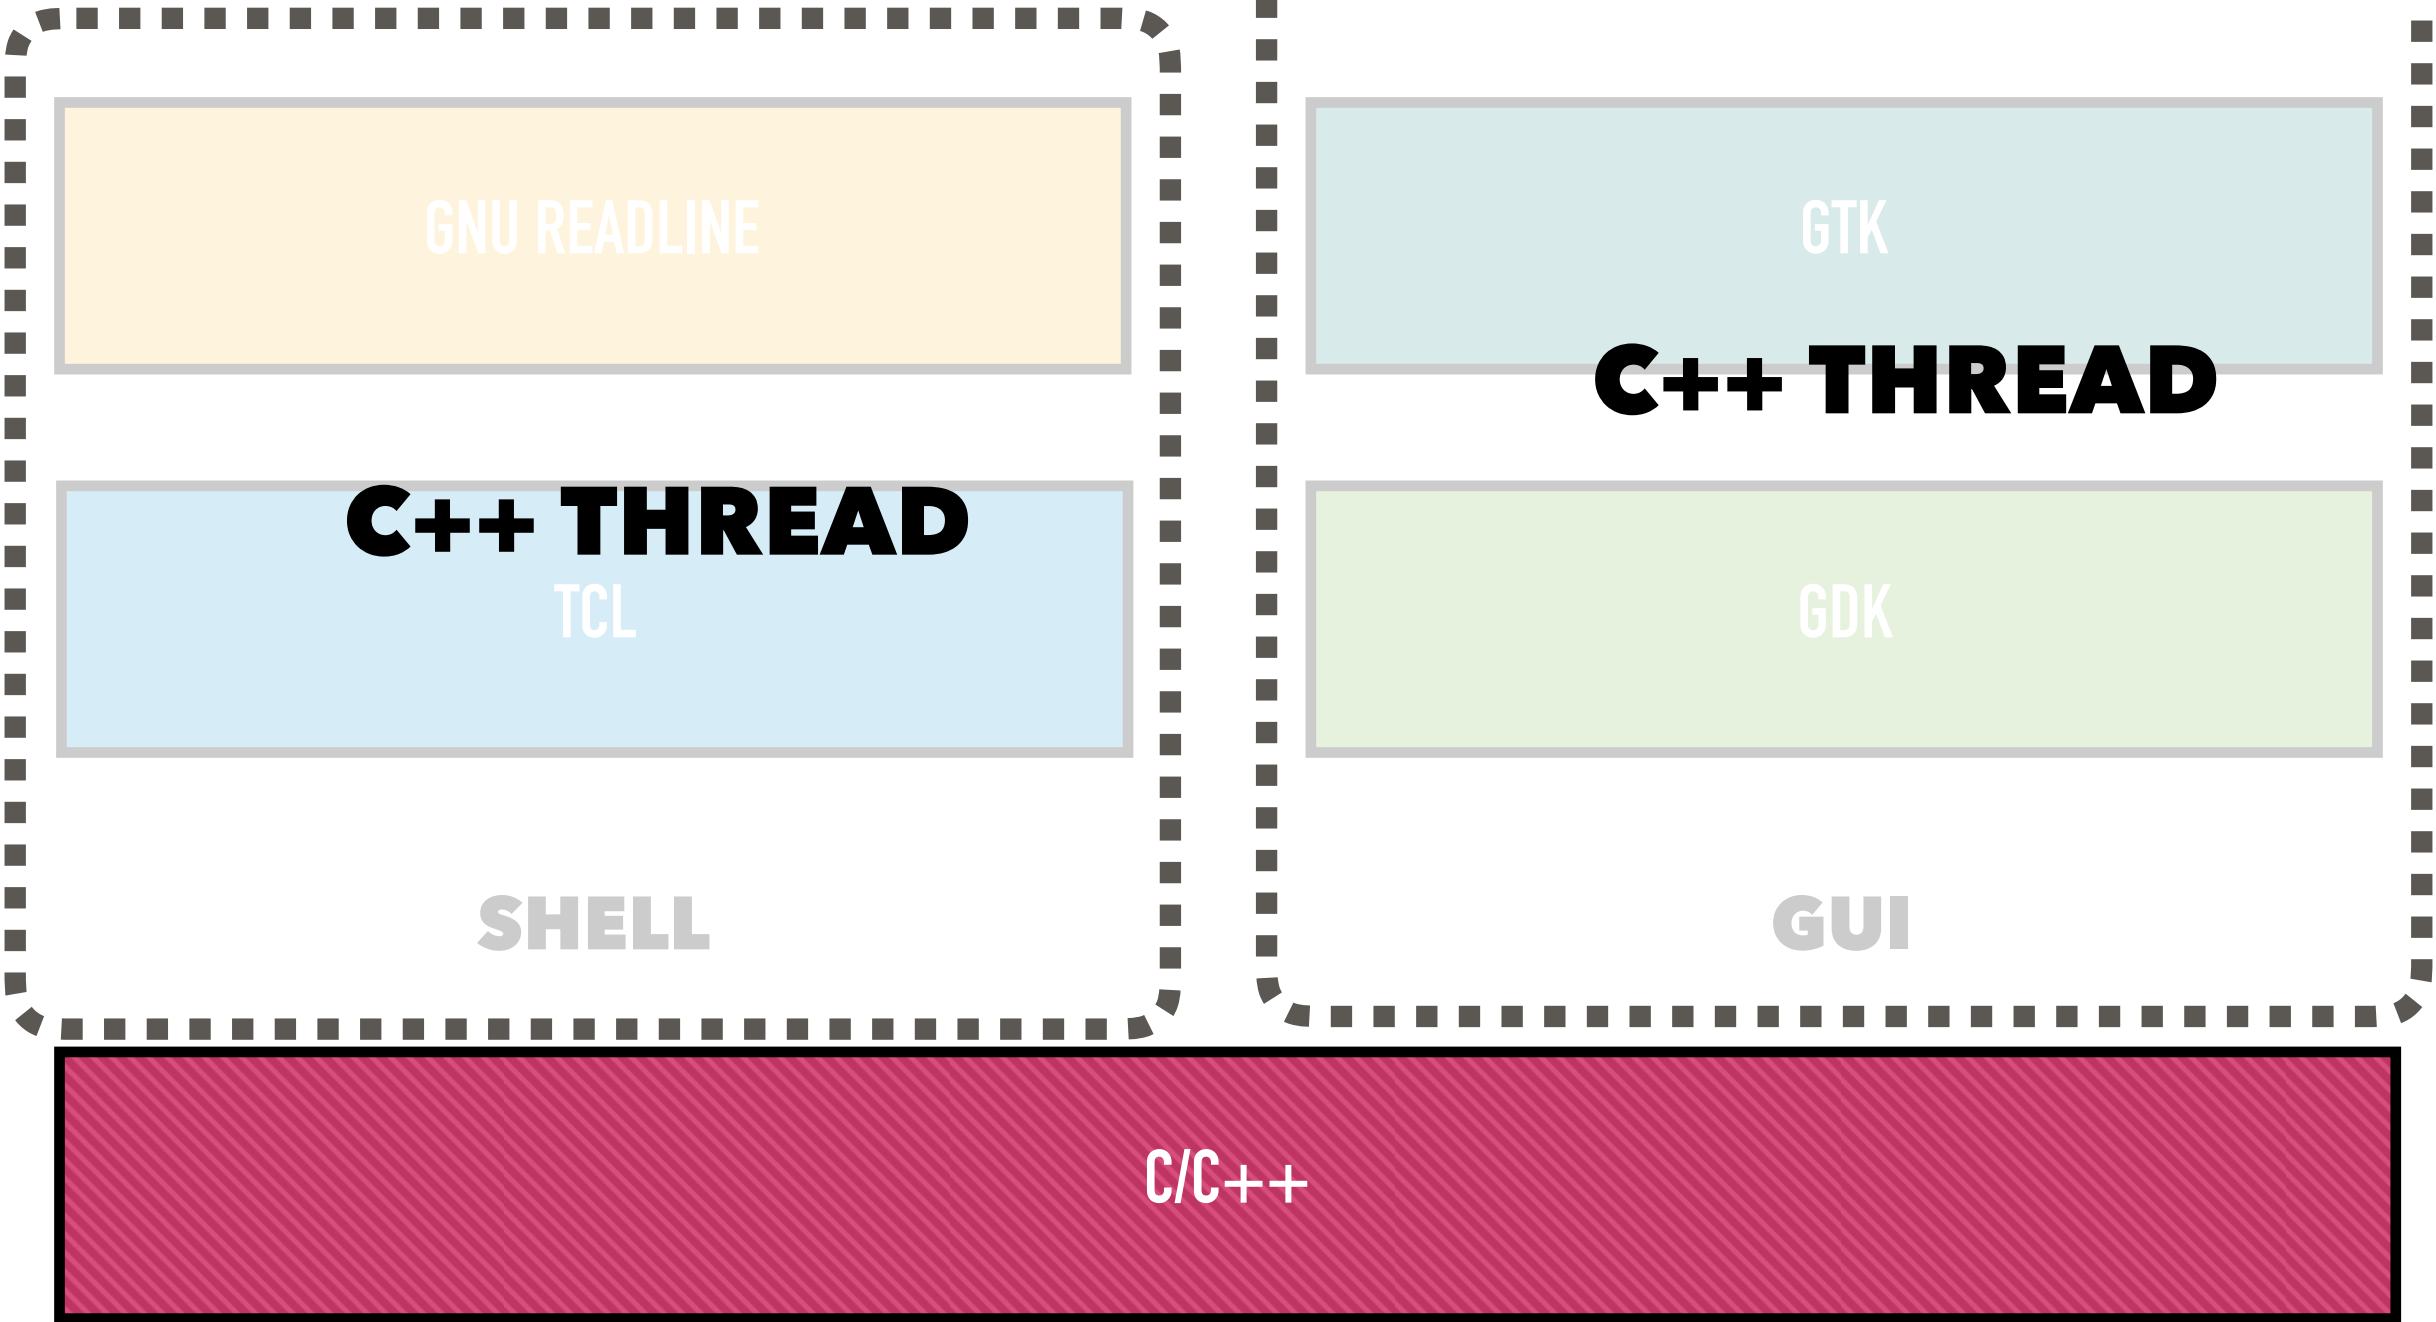 GNU READLINE
C++ THREAD
TCL
SHELL
GTK
C++ THREAD
GDK
GUI
C/C++